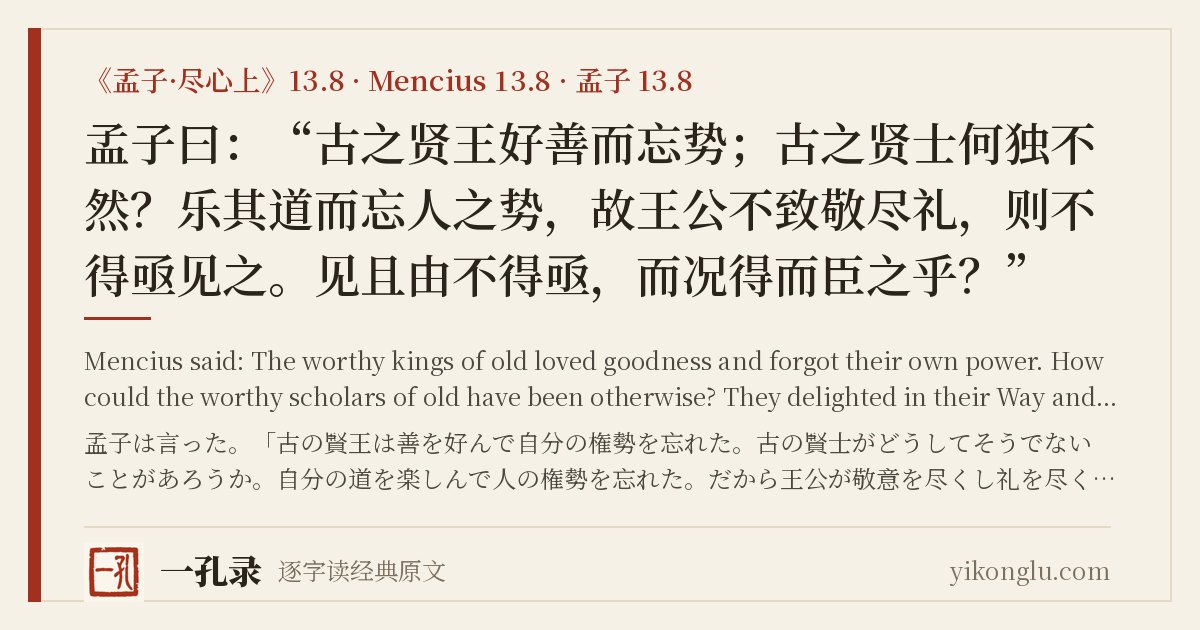 《孟子·尽心上》13.8 · Mencius 13.8 · 孟子 13.8
孟子曰：“古之贤王好善而忘势；古之贤士何独不
然？乐其道而忘人之势，故王公不致敬尽礼，则不
得亟见之。见且由不得亟，而况得而臣之乎？”
Mencius said: The worthy kings of old loved goodness and forgot their own power. How
could the worthy scholars of old have been otherwise? They delighted in their Way and…
孟子は言った。「古の賢王は善を好んで自分の権勢を忘れた。古の賢士がどうしてそうでない
ことがあろうか。自分の道を楽しんで人の権勢を忘れた。だから王公が敬意を尽くし礼を尽く…
一孔
一孔录 逐字读经典原文
yikonglu.com